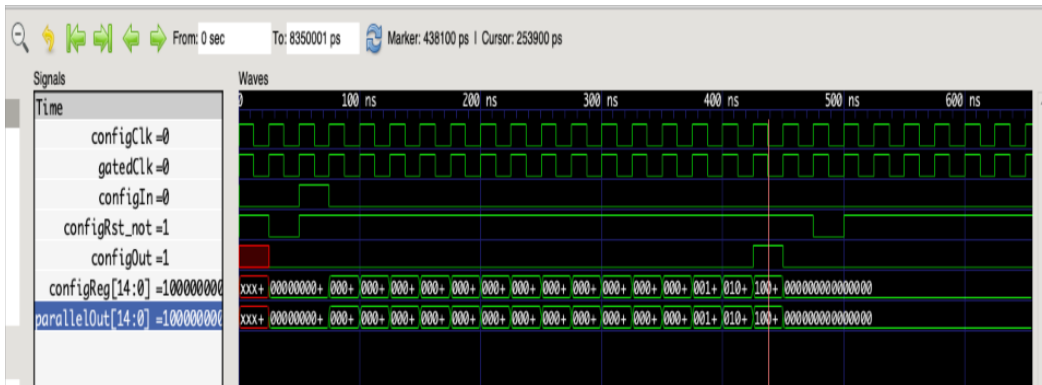 From: 0 sec To: 8350001 ps Marker: 438100 ps | Cursor: 253900 ps
Signals Waves
Time 0 100 ns 200 ns 300 ns 400 ns 500 ns 600 ns
configClk =0
gatedClk =0
configIn =0
configRst_not =1
configOut =1
configReg[14:0] =100000000 xxx+ 00000000+ 000+ 000+ 000+ 000+ 000+ 000+ 000+ 000+ 000+ 000+ 000+ 000+ 001+ 010+ 100+ 000000000000000
parallelOut[14:0] =100000000 xxx+ 00000000+ 000+ 000+ 000+ 000+ 000+ 000+ 000+ 000+ 000+ 000+ 000+ 000+ 001+ 010+ 100+ 000000000000000